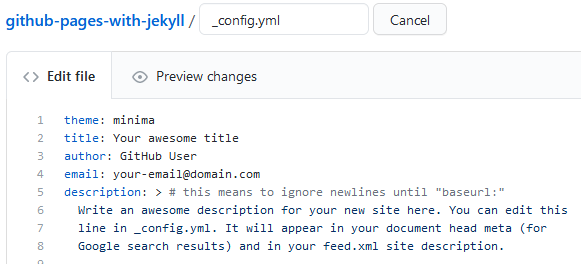 github-pages-with-jekyll / _config.yml Cancel
<> Edit file Preview changes
1 theme: minima
2 title: Your awesome title
3 author: GitHub User
4 email: your-email@domain.com
5 description: > # this means to ignore newlines until "baseurl:"
6 Write an awesome description for your new site here. You can edit this
7 line in _config.yml. It will appear in your document head meta (for
8 Google search results) and in your feed.xml site description.